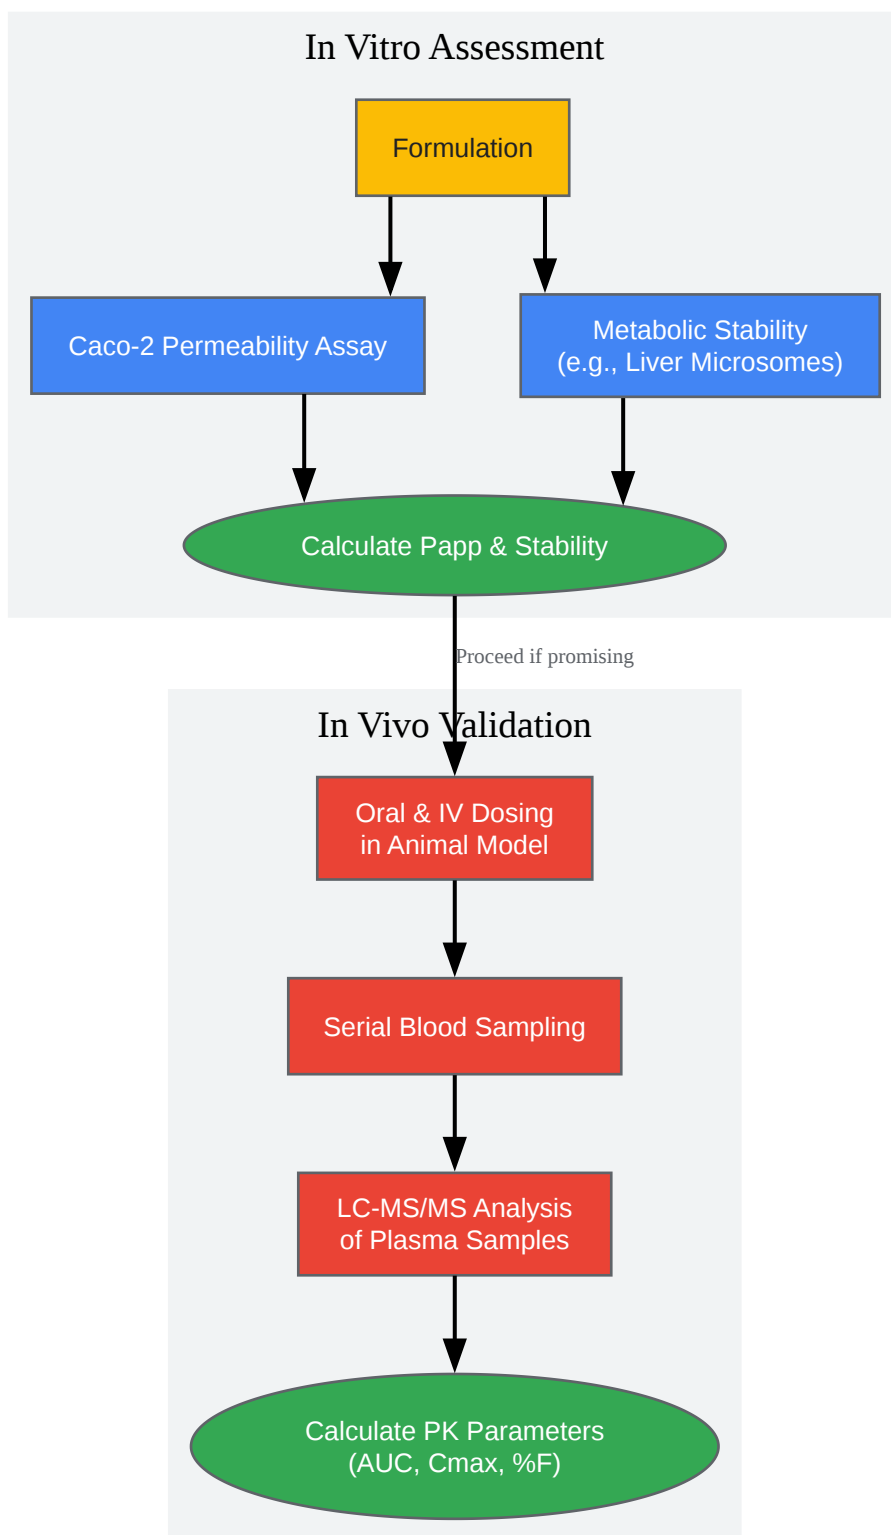 In Vitro Assessment
Formulation
Caco-2 Permeability Assay
Metabolic Stability
(e.g., Liver Microsomes)
Calculate Papp & Stability
Proceed if promising
In Vivo Validation
Oral & IV Dosing
in Animal Model
Serial Blood Sampling
LC-MS/MS Analysis
of Plasma Samples
Calculate PK Parameters
(AUC, Cmax, %F)